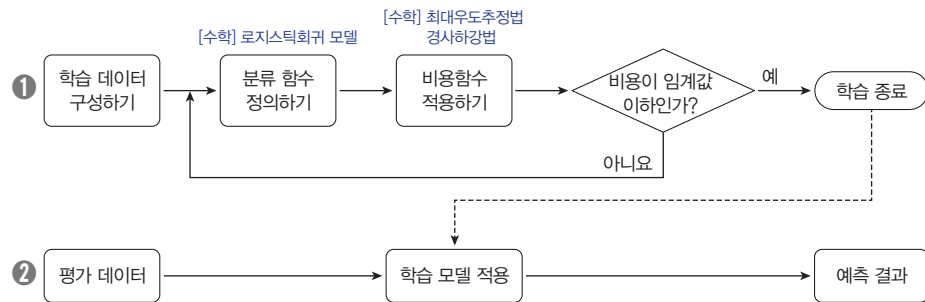 [수학] 로지스틱회귀 모델
[수학] 최대우도추정법
경사하강법
❶
학습 데이터
구성하기
분류 함수
정의하기
비용함수
적용하기
비용이 임계값
이하인가?
예
학습 종료
아니요
❷
평가 데이터
학습 모델 적용
예측 결과